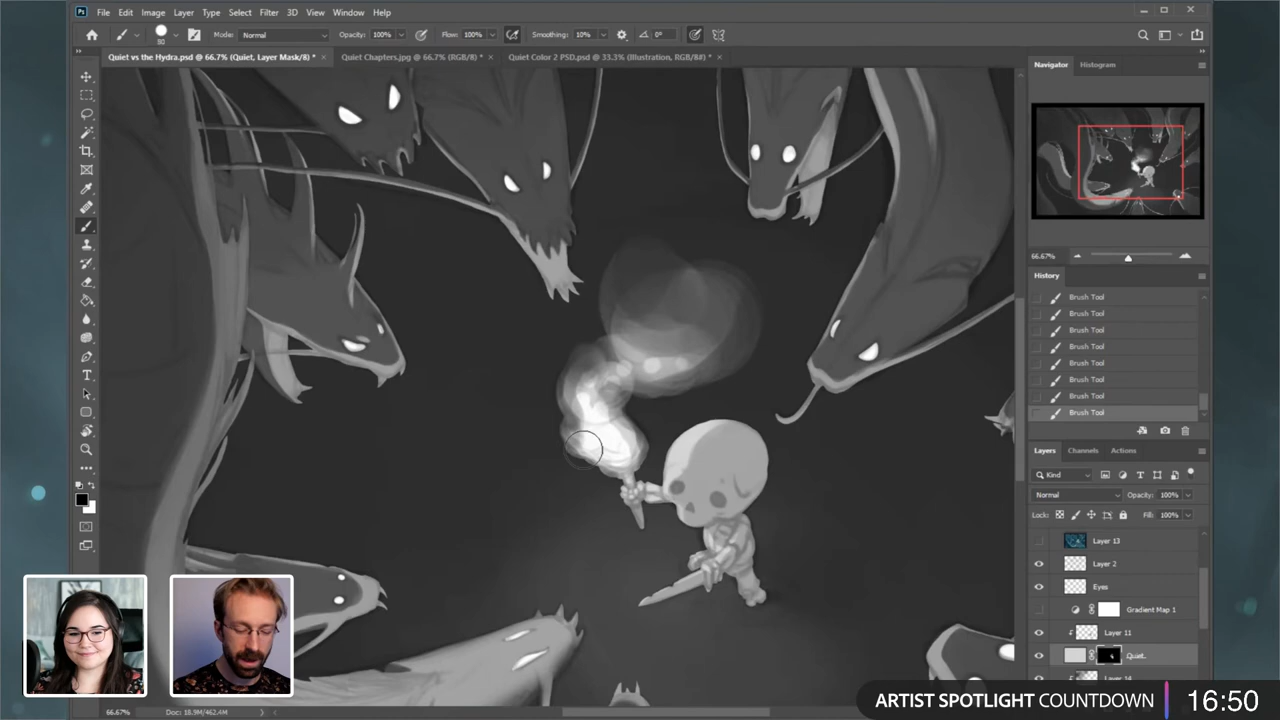 Ps File Edit Image Layer Type Select Filter 3D View Window Help
80 Mode: Normal Opacity: 100% Flow: 100% Smoothing: 10% 0°
Quiet vs the Hydra.psd @ 66.7% (Quiet, Layer Mask/8) * × Quiet Chapters.jpg @ 66.7% (RGB/8) * × Quiet Color 2 PSD.psd @ 33.3% (Illustration, RGB/8#) * ×
Navigator Histogram
66.67%
History
Brush Tool
Brush Tool
Brush Tool
Brush Tool
Brush Tool
Brush Tool
Brush Tool
Brush Tool
Layers Channels Actions
Kind
Normal Opacity: 100%
Lock: Fill: 100%
Layer 13
Layer 2
Eyes
Gradient Map 1
Layer 11
Quiet
Layer 14
66.67% Doc: 18.9M/462.4M
ARTIST SPOTLIGHT COUNTDOWN 16:50